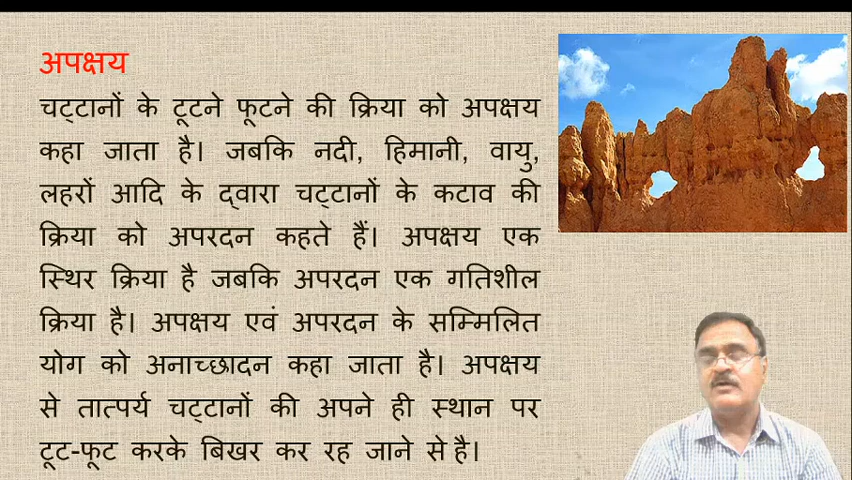 अपक्षय
चट्टानों के टूटने फूटने की क्रिया को अपक्षय
कहा जाता है। जबकि नदी, हिमानी, वायु,
लहरों आदि के द्वारा चट्टानों के कटाव की
क्रिया को अपरदन कहते हैं। अपक्षय एक
स्थिर क्रिया है जबकि अपरदन एक गतिशील
क्रिया है। अपक्षय एवं अपरदन के सम्मिलित
योग को अनाच्छादन कहा जाता है। अपक्षय
से तात्पर्य चट्टानों की अपने ही स्थान पर
टूट-फूट करके बिखर कर रह जाने से है।